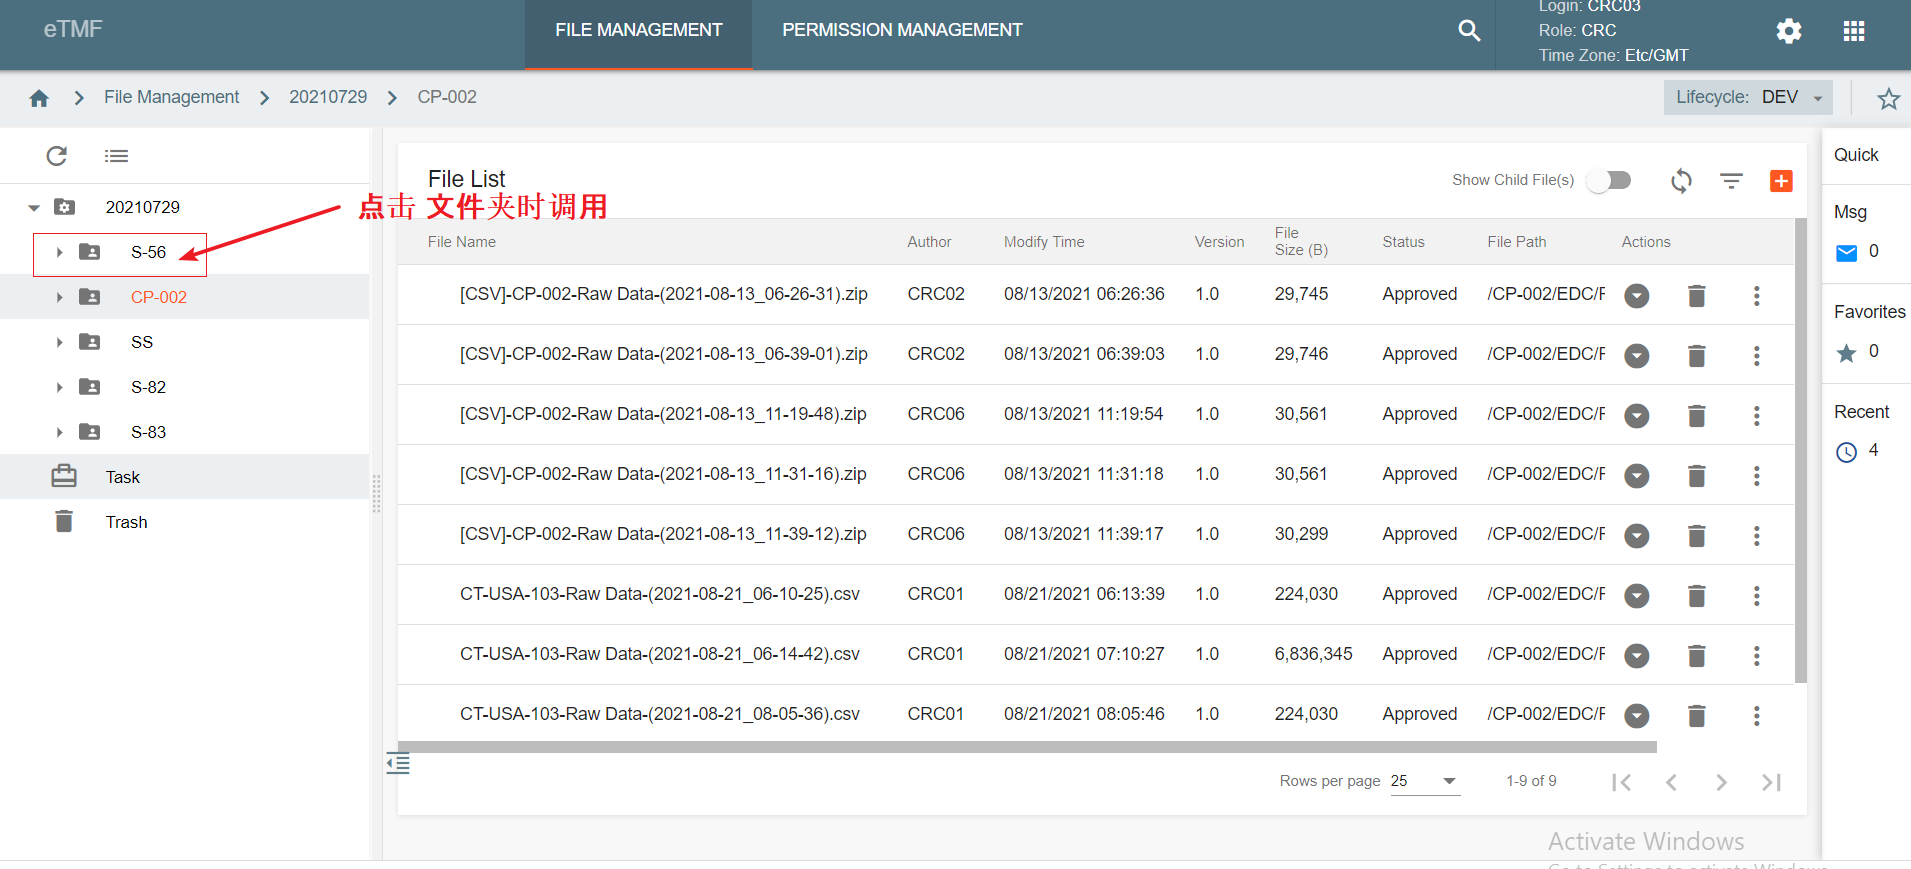 eTMF
FILE MANAGEMENT
PERMISSION MANAGEMENT
Login: CRC03
Role: CRC
Time Zone: Etc/GMT
File Management
20210729
CP-002
Lifecycle: DEV
20210729
S-56
CP-002
SS
S-82
S-83
Task
Trash
File List
点击 文件夹时调用
Show Child File(s)
File Name Author Modify Time Version File Size (B) Status File Path Actions
[CSV]-CP-002-Raw Data-(2021-08-13_06-26-31).zip CRC02 08/13/2021 06:26:36 1.0 29,745 Approved /CP-002/EDC/F
[CSV]-CP-002-Raw Data-(2021-08-13_06-39-01).zip CRC02 08/13/2021 06:39:03 1.0 29,746 Approved /CP-002/EDC/F
[CSV]-CP-002-Raw Data-(2021-08-13_11-19-48).zip CRC06 08/13/2021 11:19:54 1.0 30,561 Approved /CP-002/EDC/F
[CSV]-CP-002-Raw Data-(2021-08-13_11-31-16).zip CRC06 08/13/2021 11:31:18 1.0 30,561 Approved /CP-002/EDC/F
[CSV]-CP-002-Raw Data-(2021-08-13_11-39-12).zip CRC06 08/13/2021 11:39:17 1.0 30,299 Approved /CP-002/EDC/F
CT-USA-103-Raw Data-(2021-08-21_06-10-25).csv CRC01 08/21/2021 06:13:39 1.0 224,030 Approved /CP-002/EDC/F
CT-USA-103-Raw Data-(2021-08-21_06-14-42).csv CRC01 08/21/2021 07:10:27 1.0 6,836,345 Approved /CP-002/EDC/F
CT-USA-103-Raw Data-(2021-08-21_08-05-36).csv CRC01 08/21/2021 08:05:46 1.0 224,030 Approved /CP-002/EDC/F
Rows per page 25 1-9 of 9
Quick
Msg
0
Favorites
0
Recent
4
Activate Windows